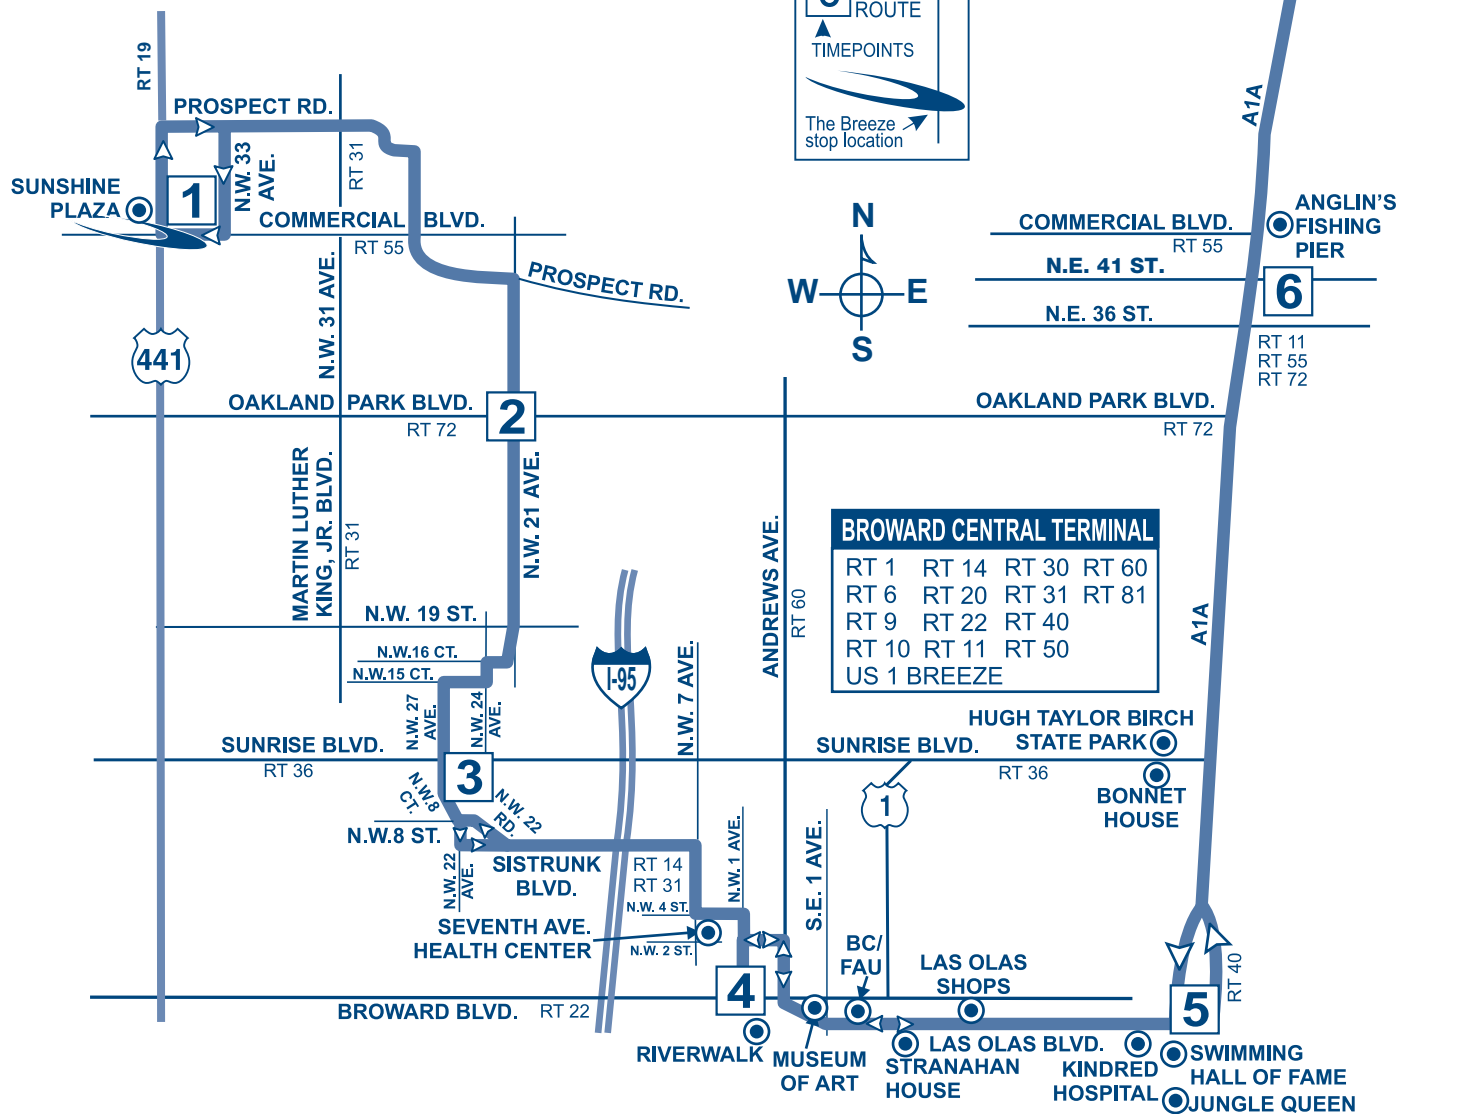 ROUTE
TIMEPOINTS
The Breeze
stop location
RT 19
PROSPECT RD.
N.W. 33
AVE.
RT 31
A1A
SUNSHINE
PLAZA
1
COMMERCIAL BLVD.
RT 55
N
W E
S
COMMERCIAL BLVD.
RT 55
ANGLIN'S
FISHING
PIER
N.E. 41 ST.
6
N.E. 36 ST.
RT 11
RT 55
RT 72
PROSPECT RD.
N.W. 31 AVE.
441
OAKLAND PARK BLVD.
RT 72
2
OAKLAND PARK BLVD.
RT 72
MARTIN LUTHER
KING, JR. BLVD.
RT 31
N.W. 21 AVE.
ANDREWS AVE.
RT 60
BROWARD CENTRAL TERMINAL
RT 1 RT 14 RT 30 RT 60
RT 6 RT 20 RT 31 RT 81
RT 9 RT 22 RT 40
RT 10 RT 11 RT 50
US 1 BREEZE
A1A
N.W. 19 ST.
N.W.16 CT.
N.W.15 CT.
I-95
N.W. 7 AVE.
N.W. 27
AVE.
N.W. 24
AVE.
HUGH TAYLOR BIRCH
STATE PARK
SUNRISE BLVD.
RT 36
3
SUNRISE BLVD.
RT 36
1
BONNET
HOUSE
N.W.8
CT.
N.W. 22
RD.
N.W.8 ST.
N.W. 22
AVE.
SISTRUNK
BLVD.
RT 14
RT 31
N.W. 1 AVE.
S.E. 1 AVE.
N.W. 4 ST.
SEVENTH AVE.
HEALTH CENTER
N.W. 2 ST.
BC/
FAU
LAS OLAS
SHOPS
RT 40
4
5
BROWARD BLVD.
RT 22
RIVERWALK
MUSEUM
OF ART
STRANAHAN
HOUSE
LAS OLAS BLVD.
KINDRED
HOSPITAL
SWIMMING
HALL OF FAME
JUNGLE QUEEN